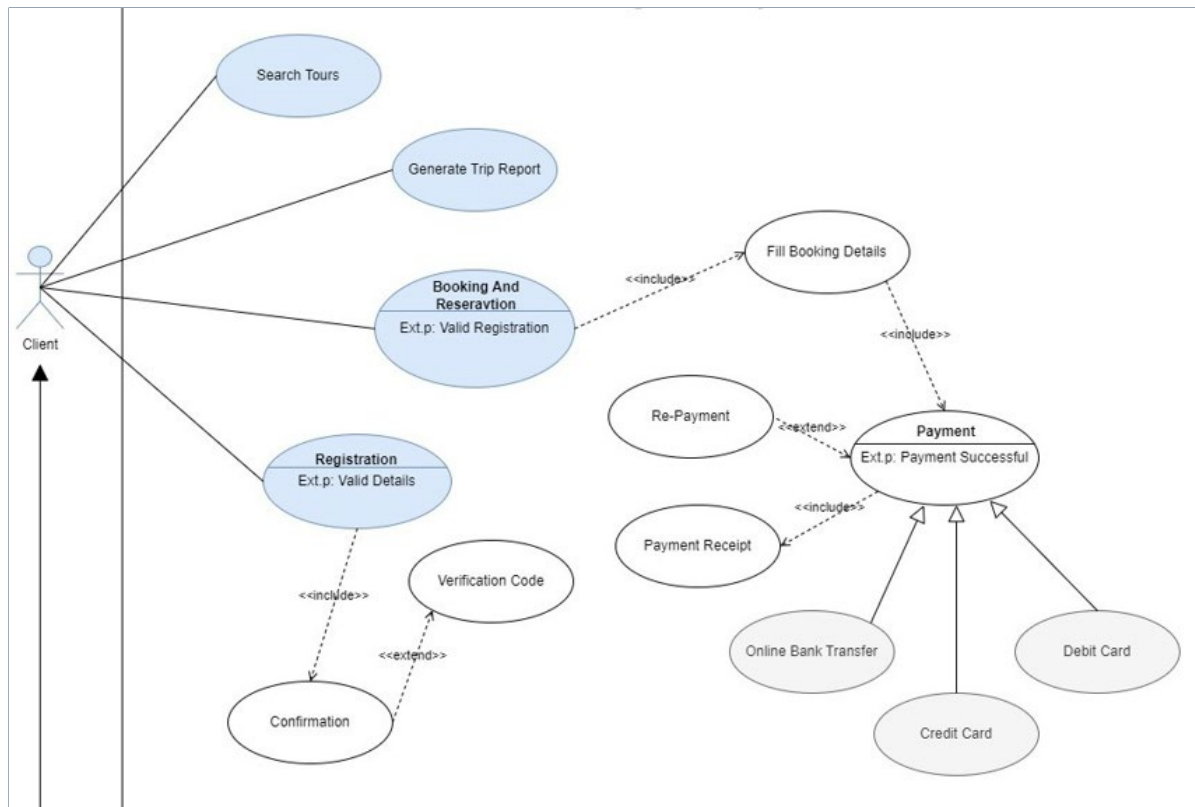 Search Tours
Generate Trip Report
Fill Booking Details
<<include>>
Booking And
Reseravtion
Ext.p: Valid Registration
Client
<<include>>
Re-Payment
<<extend>>
Payment
Ext.p: Payment Successful
Registration
Ext.p: Valid Details
<<include>>
Payment Receipt
Verification Code
<<include>>
<<extend>>
Online Bank Transfer
Debit Card
Confirmation
Credit Card